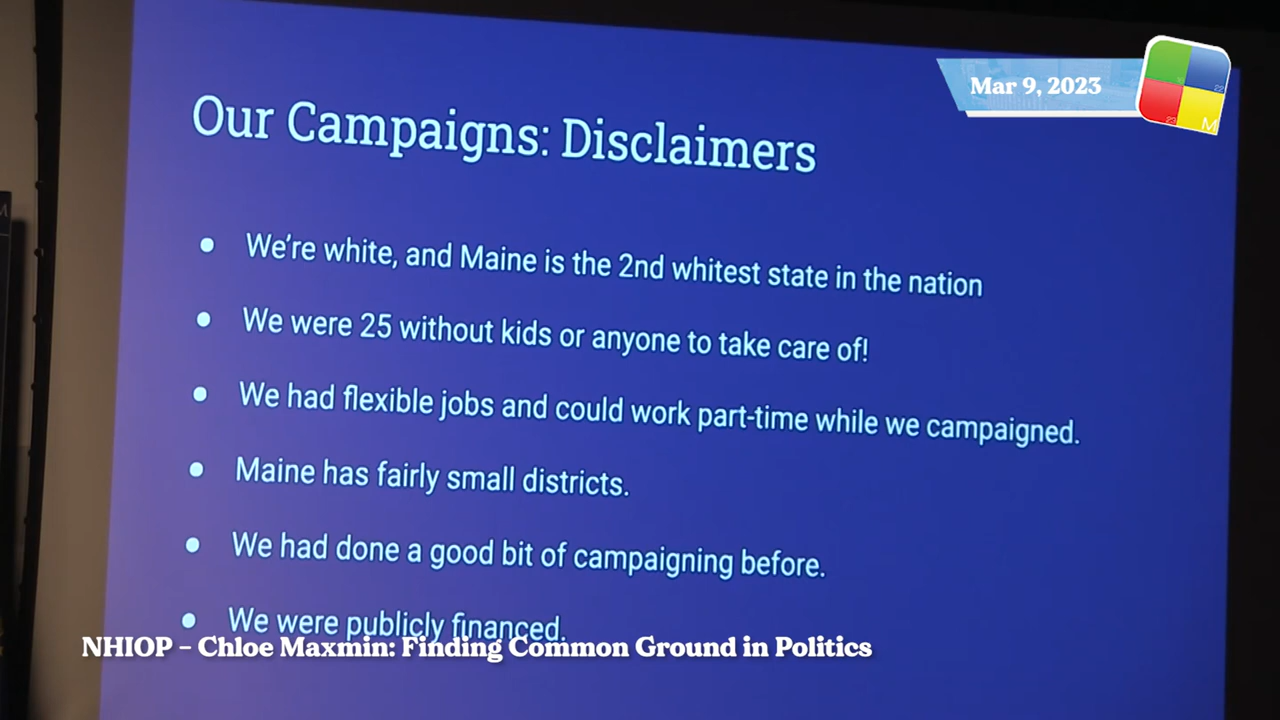 Mar 9, 2023
Our Campaigns: Disclaimers
● We're white, and Maine is the 2nd whitest state in the nation
● We were 25 without kids or anyone to take care of!
● We had flexible jobs and could work part-time while we campaigned.
● Maine has fairly small districts.
● We had done a good bit of campaigning before.
● We were publicly financed.
NHIOP – Chloe Maxmin: Finding Common Ground in Politics